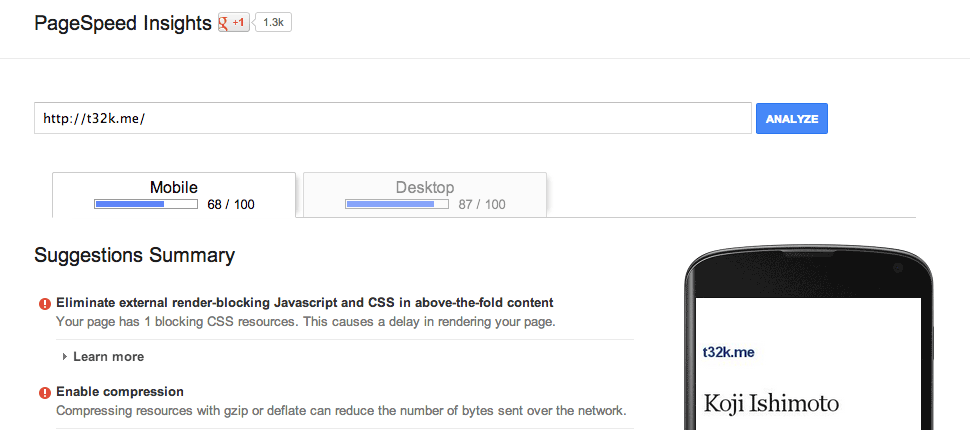 PageSpeed Insights g +1 1.3k
http://t32k.me/ ANALYZE
Mobile Desktop
68 / 100 87 / 100
Suggestions Summary
Eliminate external render-blocking Javascript and CSS in above-the-fold content
Your page has 1 blocking CSS resources. This causes a delay in rendering your page.
Learn more
Enable compression
Compressing resources with gzip or deflate can reduce the number of bytes sent over the network.
t32k.me
Koji Ishimoto